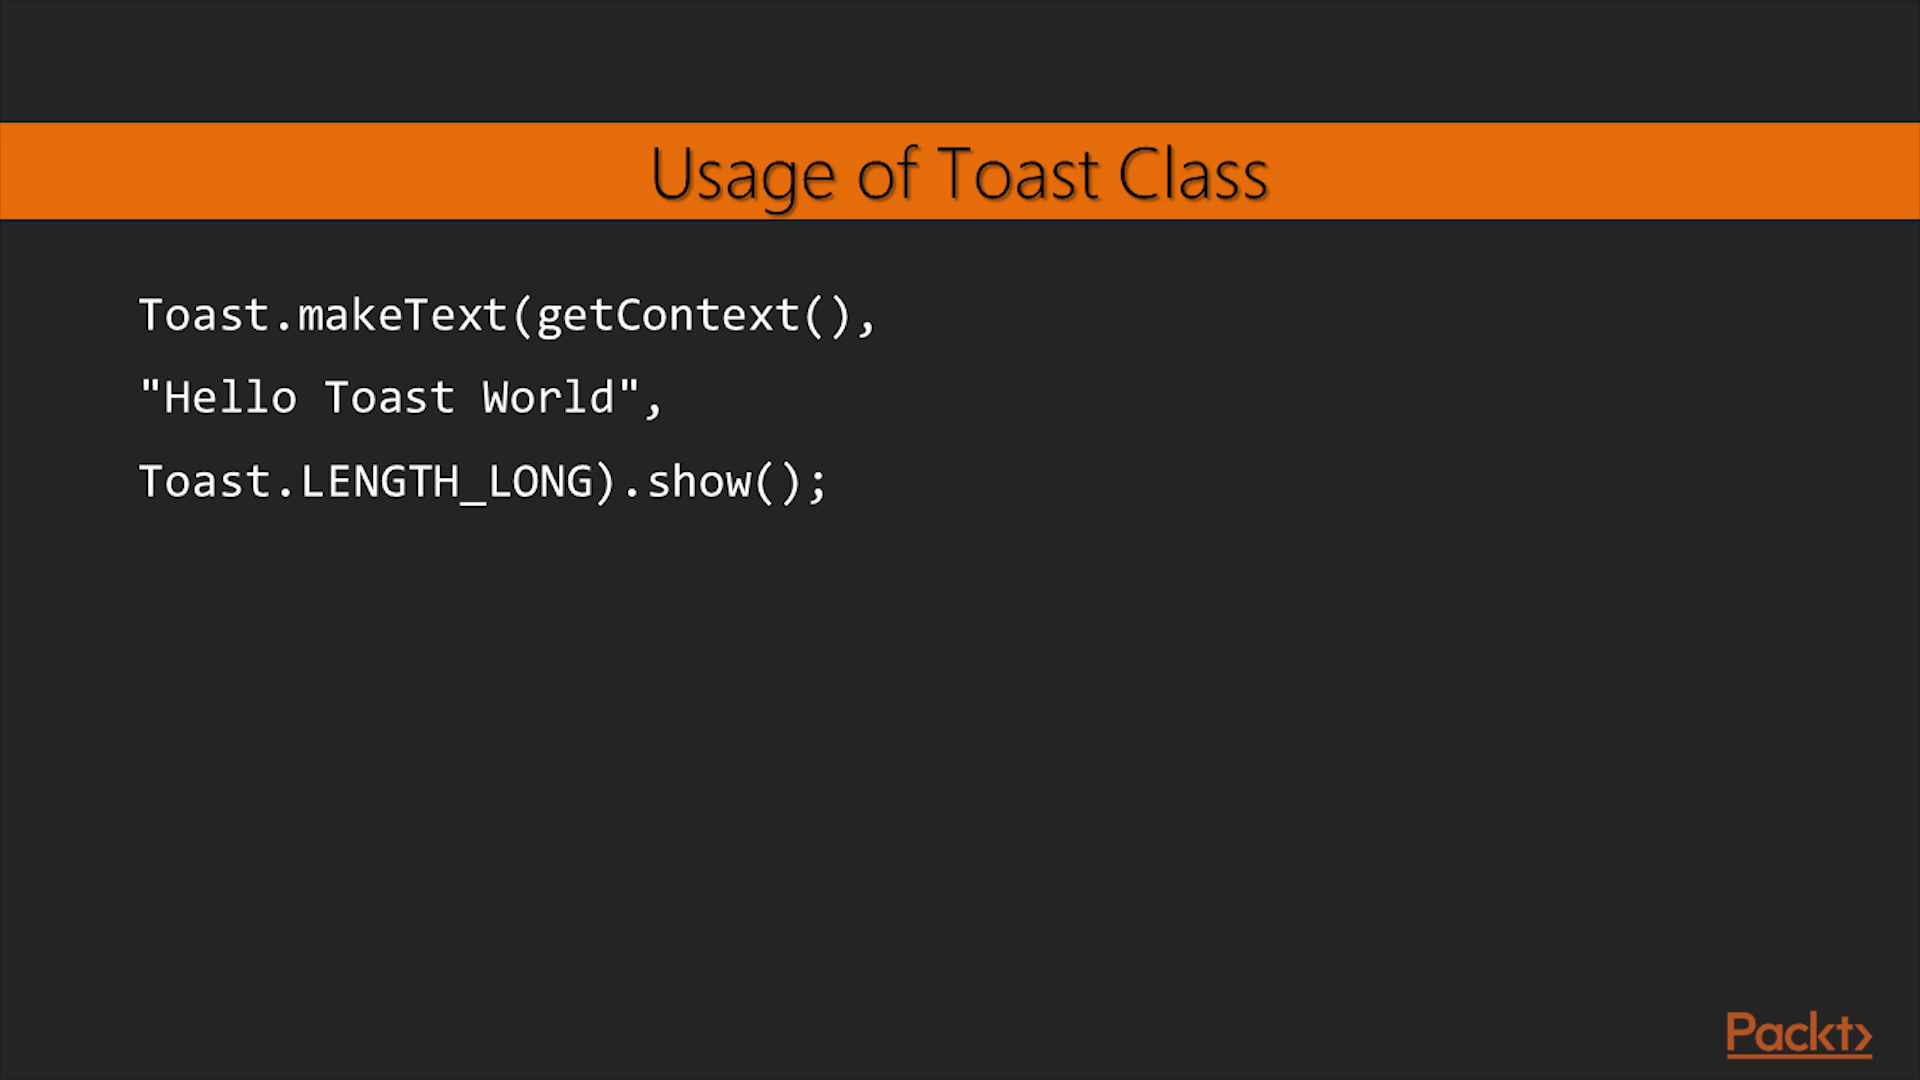 Usage of Toast Class
Toast.makeText(getContext(),
"Hello Toast World",
Toast.LENGTH_LONG).show();
Packt>